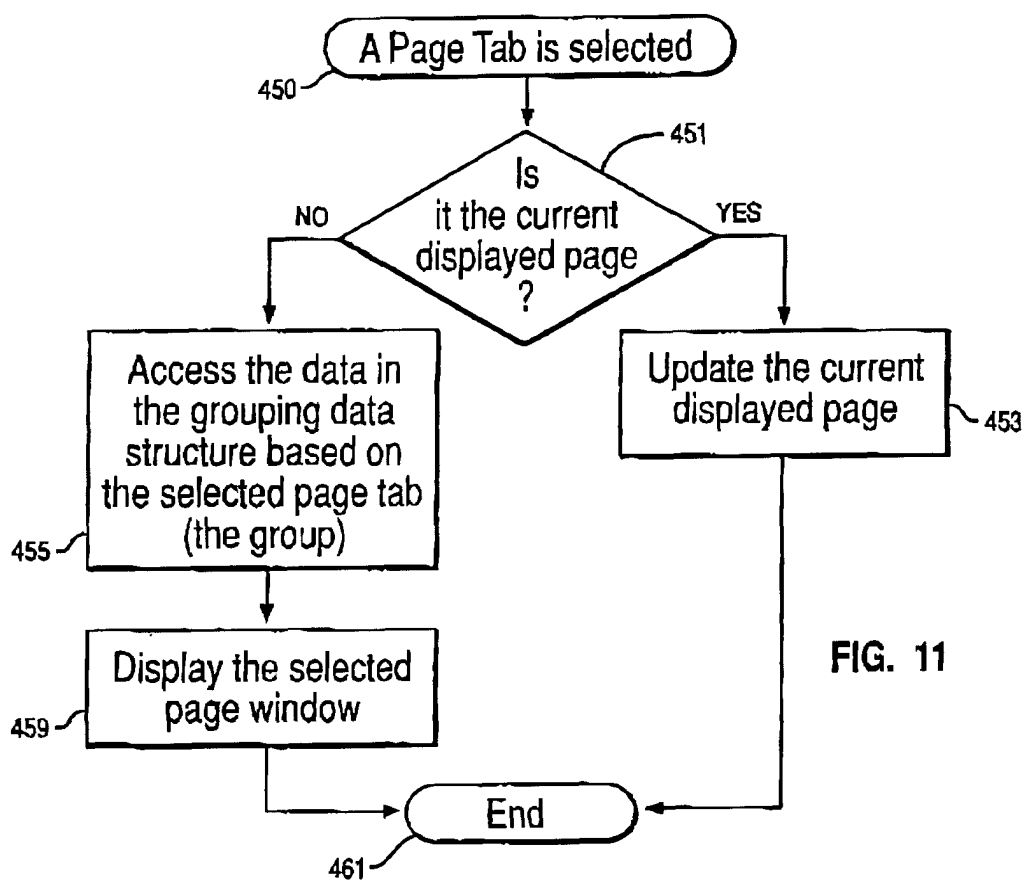 A Page Tab is selected
450
451
Is
it the current
displayed page
?
NO
YES
Access the data in
the grouping data
structure based on
the selected page tab
(the group)
455
Update the current
displayed page
453
Display the selected
page window
459
FIG. 11
End
461